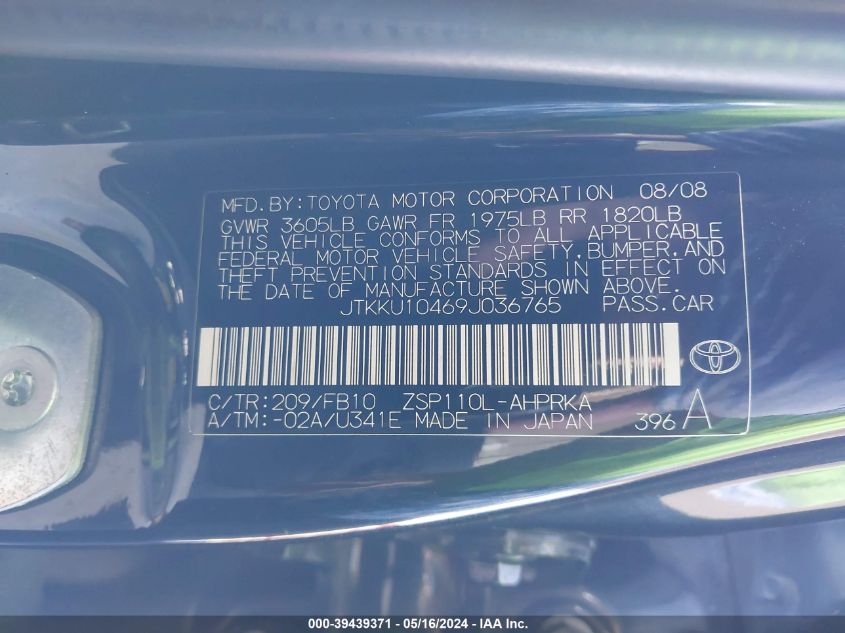 MFD.BY:TOYOTA MOTOR CORPORATION 08/08
GVWR 3605LB GAWR FR 1975LB RR 1820LB
THIS VEHICLE CONFORMS TO ALL APPLICABLE
FEDERAL MOTOR VEHICLE SAFETY,BUMPER,AND
THEFT PREVENTION STANDARDS IN EFFECT ON
THE DATE OF MANUFACTURE SHOWN ABOVE.
JTKKU10469J036765 PASS.CAR
C/TR:209/FB10 ZSP110L-AHPRKA
A/TM:-02A/U341E MADE IN JAPAN 396 A
000-39439371 - 05/16/2024 - IAA Inc.